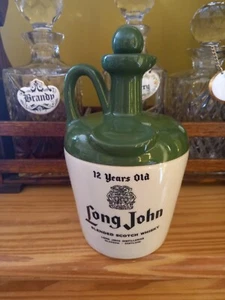 Brandy
12 Years Old
Long John
BLENDED SCOTCH WHISKY